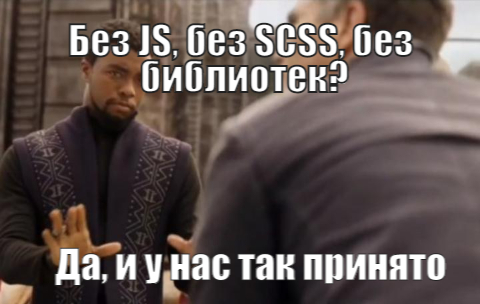 Без JS, без SCSS, без
библиотек?
Да, и у нас так принято